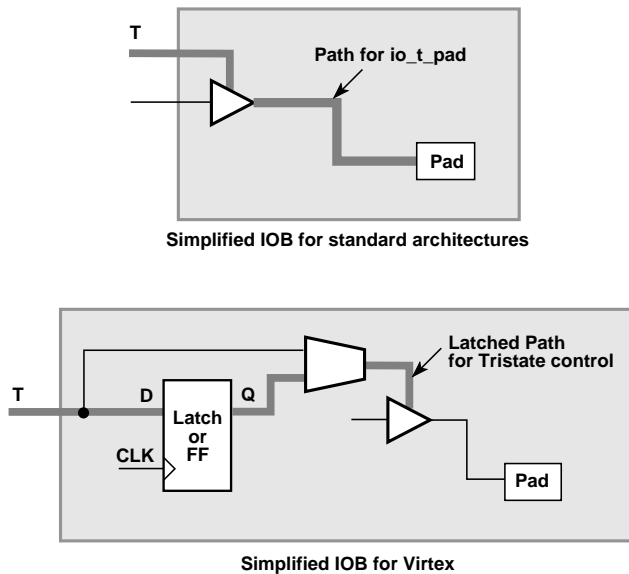 T
Path for io_t_pad
Pad
Simplified IOB for standard architectures
Latched Path
for Tristate control
T
D
Q
Latch
or
FF
CLK
Pad
Simplified IOB for Virtex